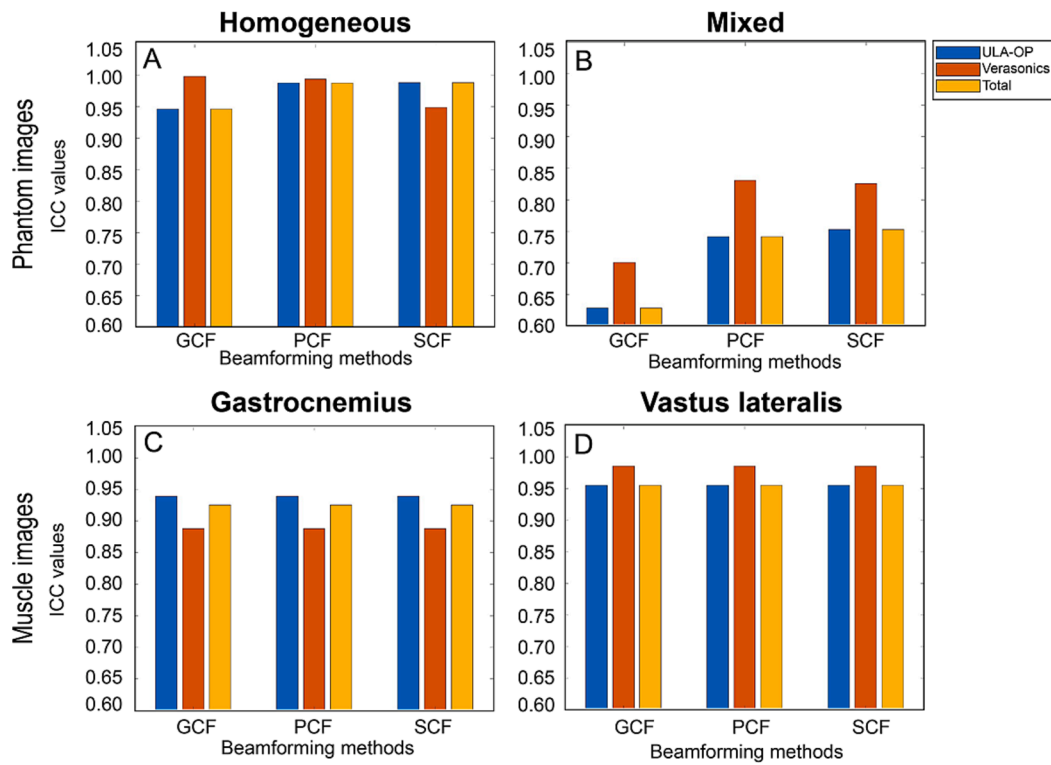 Homogeneous
Mixed
Phantom images
ICC values
A
1.05
1.00
0.95
0.90
0.85
0.80
0.75
0.70
0.65
0.60
GCF PCF SCF
Beamforming methods
B
1.05
1.00
0.95
0.90
0.85
0.80
0.75
0.70
0.65
0.60
GCF PCF SCF
Beamforming methods
ULA-OP
Verasonics
Total
Gastrocnemius
Vastus lateralis
Muscle images
ICC values
C
1.05
1.00
0.95
0.90
0.85
0.80
0.75
0.70
0.65
0.60
GCF PCF SCF
Beamforming methods
D
1.05
1.00
0.95
0.90
0.85
0.80
0.75
0.70
0.65
0.60
GCF PCF SCF
Beamforming methods